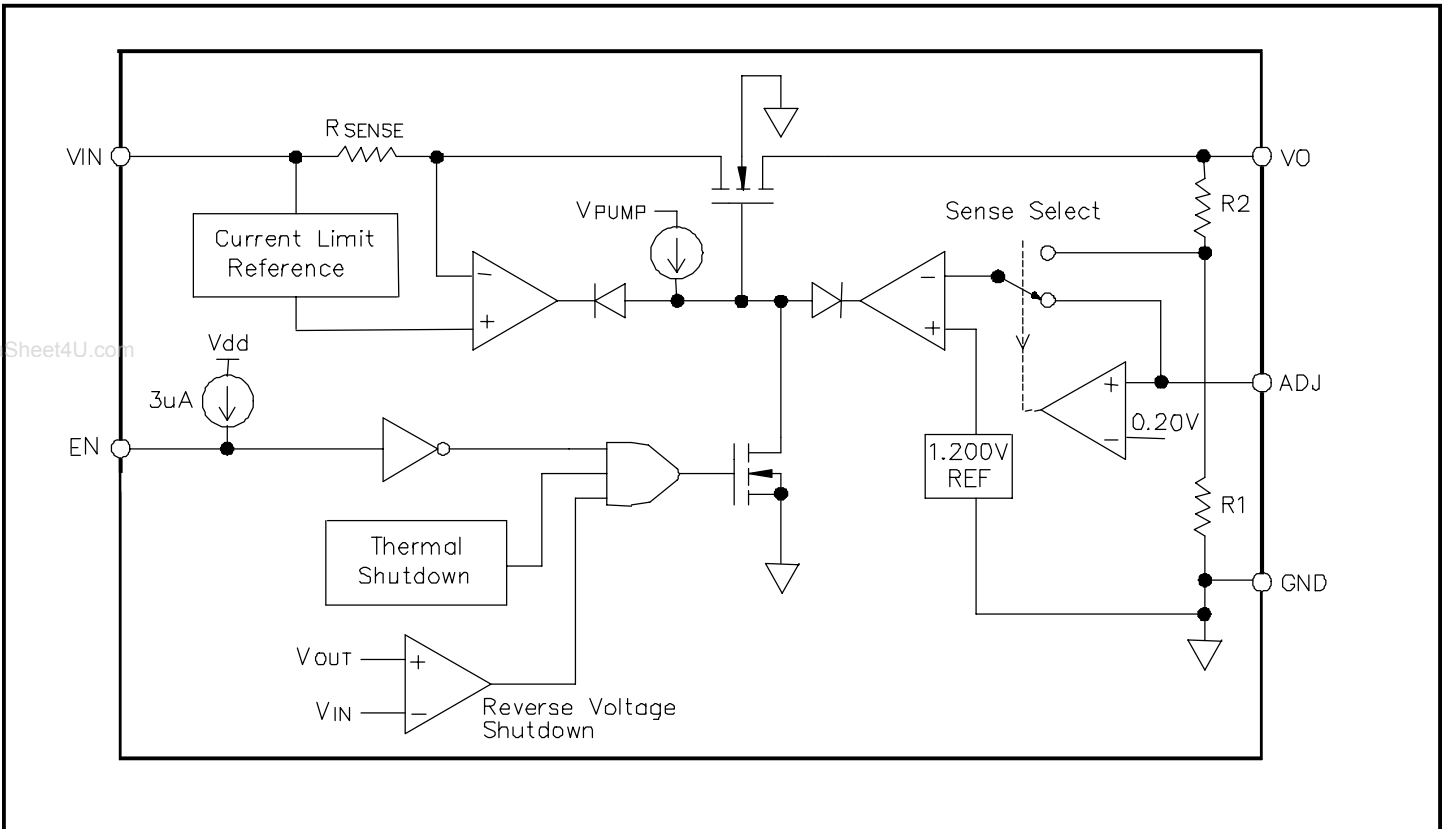 RSENSE
VIN
VO
VPUMP
Sense Select
R2
Current Limit
Reference
−
+
−
+
Sheet4U.com
Vdd
3uA
ADJ
+
0.20V
−
EN
1.200V
REF
R1
Thermal
Shutdown
GND
VOUT
+
VIN
−
Reverse Voltage
Shutdown